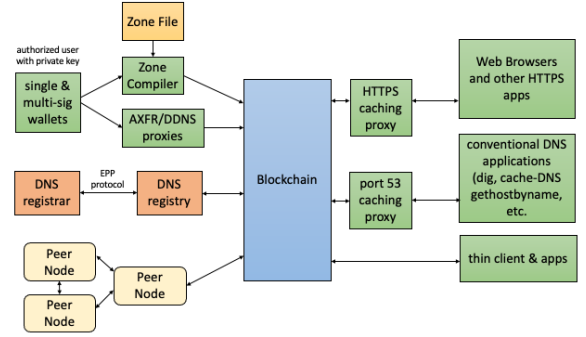 Zone File
authorized user
with private key
single &
multi-sig
wallets
Zone
Compiler
AXFR/DDNS
proxies
DNS
registrar
EPP
protocol
DNS
registry
Peer
Node
Peer
Node
Peer
Node
Blockchain
HTTPS
caching
proxy
port 53
caching
proxy
Web Browsers
and other HTTPS
apps
conventional DNS
applications
(dig, cache-DNS
gethostbyname,
etc.
thin client & apps